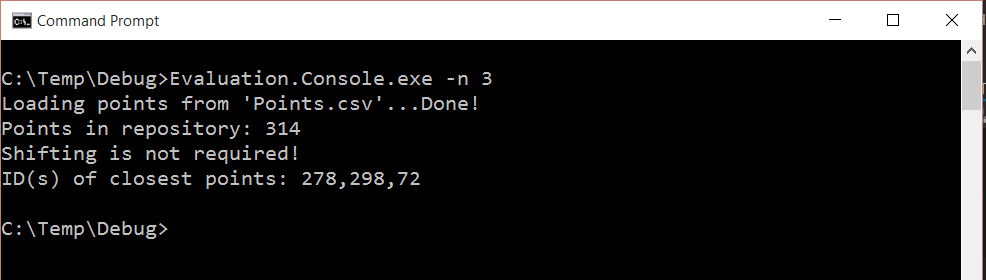 Command Prompt
C:\Temp\Debug>Evaluation.Console.exe -n 3
Loading points from 'Points.csv'...Done!
Points in repository: 314
Shifting is not required!
ID(s) of closest points: 278,298,72
C:\Temp\Debug>